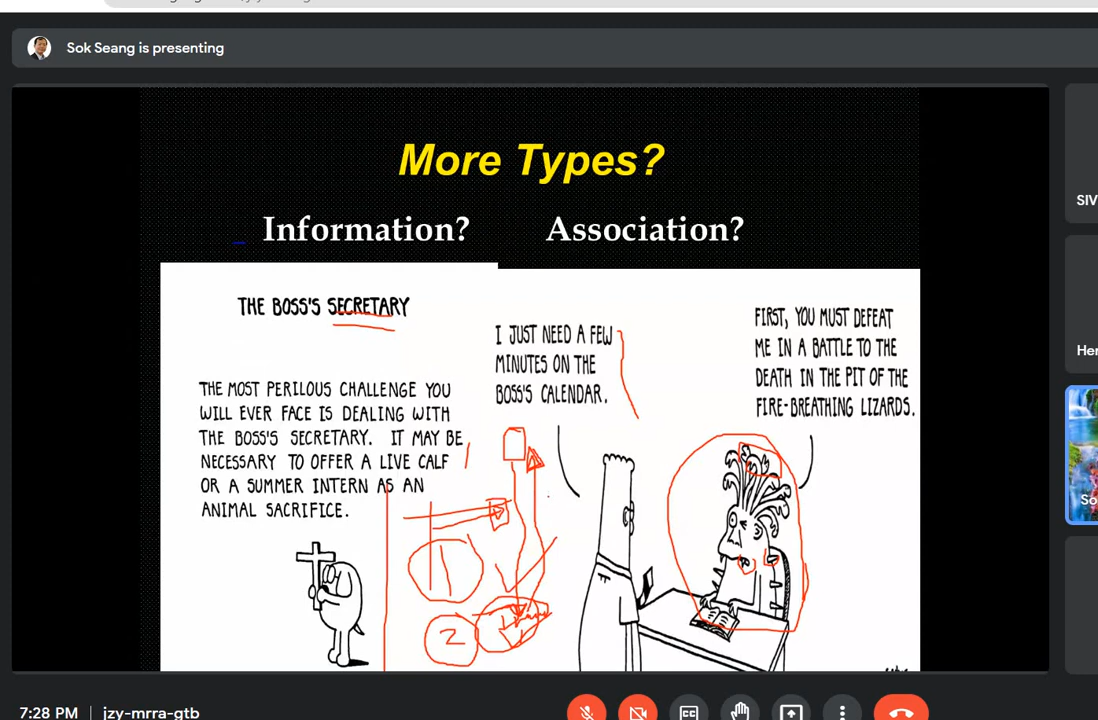 Sok Seang is presenting
More Types?
Information? Association?
THE BOSS'S SECRETARY
THE MOST PERILOUS CHALLENGE YOU
WILL EVER FACE IS DEALING WITH
THE BOSS'S SECRETARY. IT MAY BE
NECESSARY TO OFFER A LIVE CALF
OR A SUMMER INTERN AS AN
ANIMAL SACRIFICE.
I JUST NEED A FEW
MINUTES ON THE
BOSS'S CALENDAR.
FIRST, YOU MUST DEFEAT
ME IN A BATTLE TO THE
DEATH IN THE PIT OF THE
FIRE-BREATHING LIZARDS.
1
2
SIV
Her
So
7:28 PM | jzy-mrra-gtb
CC